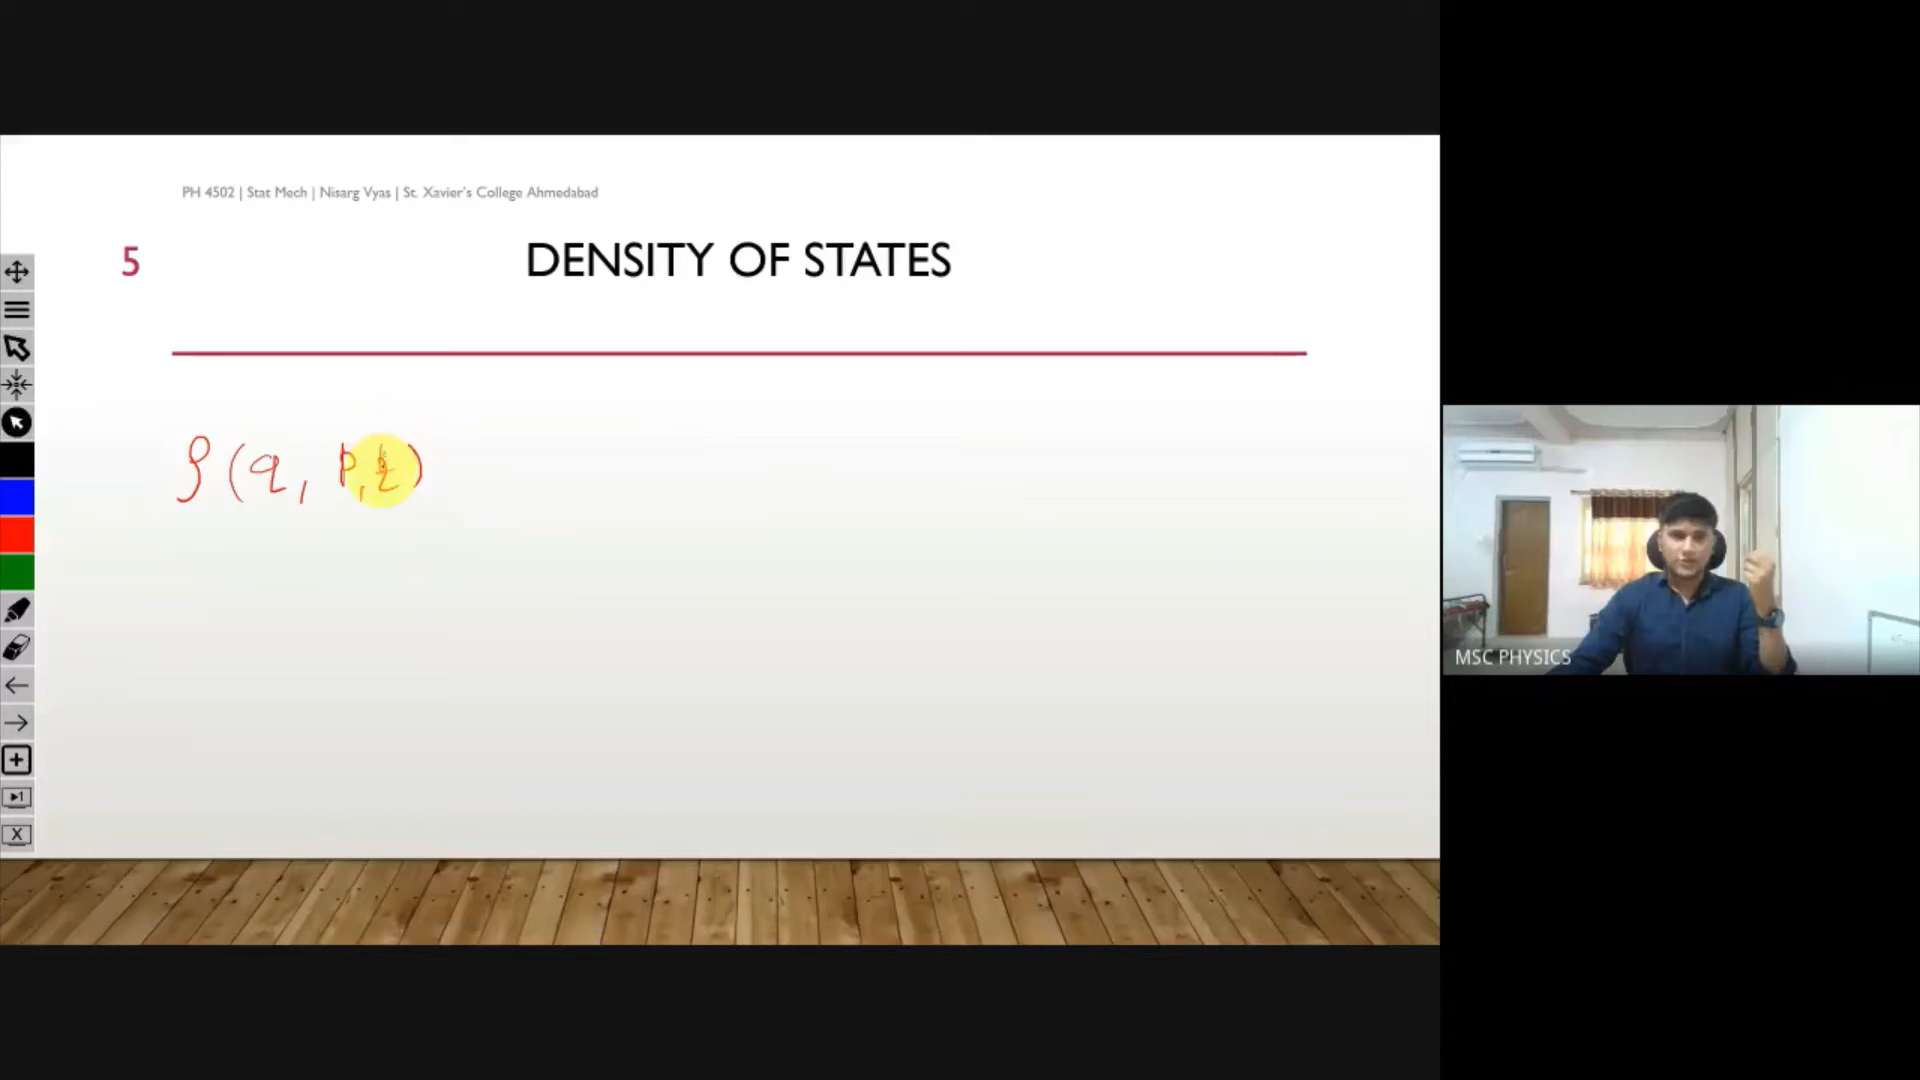 PH 4502 | Stat Mech | Nisarg Vyas | St. Xavier's College Ahmedabad
5 DENSITY OF STATES
ρ(q, p, t)
MSC PHYSICS